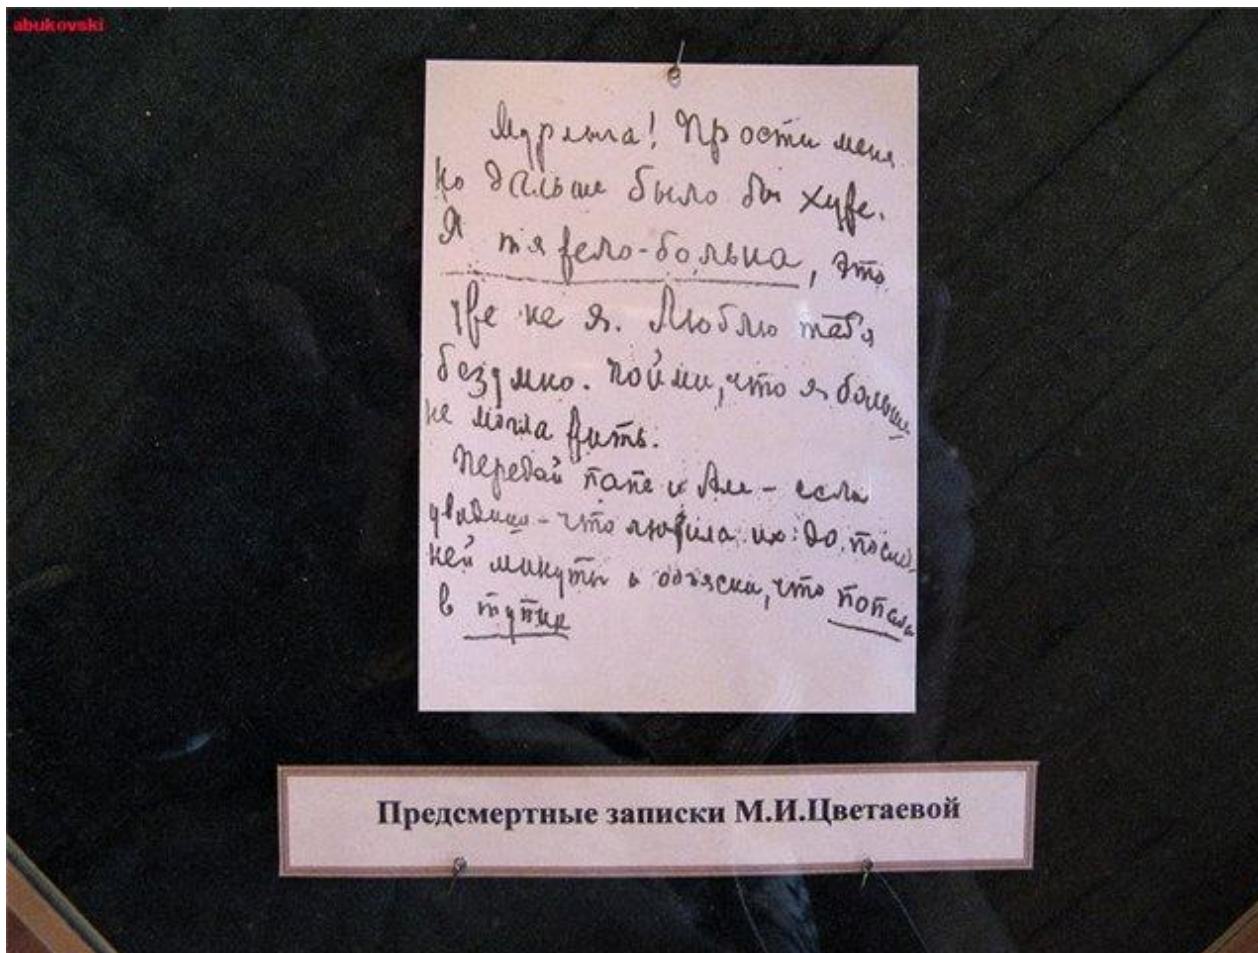 abukovski
Мурлыга! Прости меня
Но дальше было бы хуже.
Я тяжело-больна, это
уже не я. Люблю тебя
безумно. Пойми, что я больше
не могла жить.
Передай папе и Але – если
увидишь – что любила их до послед-
ней минуты и объясни, что попала
в тупик
Предсмертные записки М.И.Цветаевой